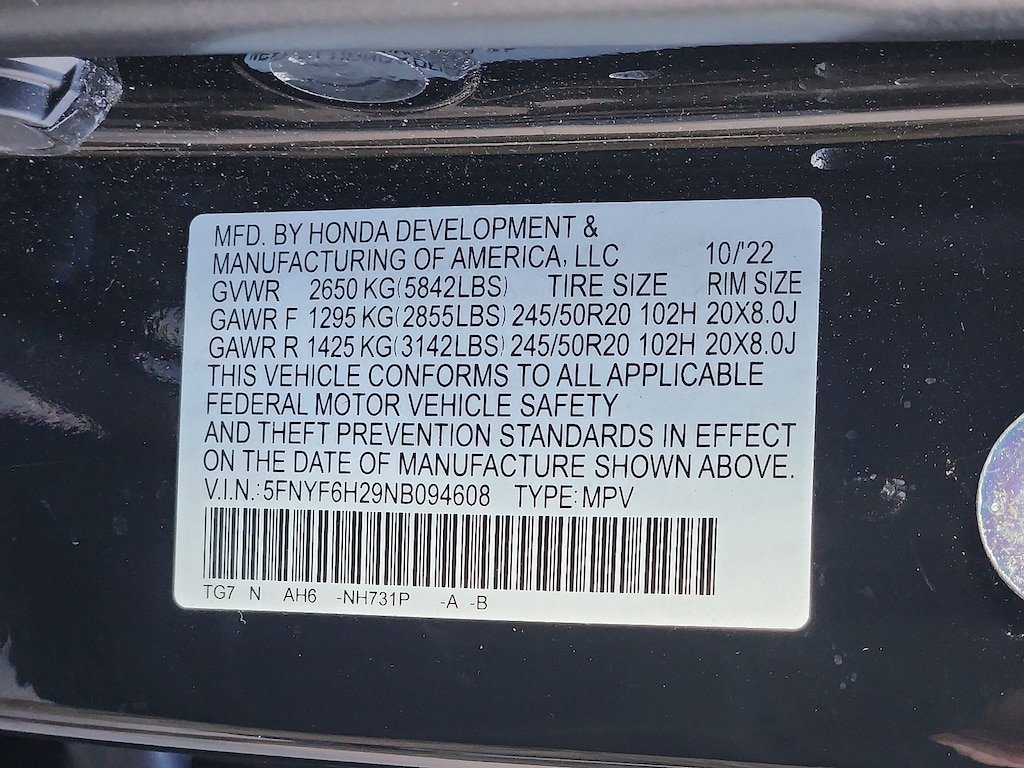 MFD. BY HONDA DEVELOPMENT &
MANUFACTURING OF AMERICA, LLC 10/'22
GVWR 2650 KG(5842LBS) TIRE SIZE RIM SIZE
GAWR F 1295 KG(2855LBS) 245/50R20 102H 20X8.0J
GAWR R 1425 KG(3142LBS) 245/50R20 102H 20X8.0J
THIS VEHICLE CONFORMS TO ALL APPLICABLE
FEDERAL MOTOR VEHICLE SAFETY
AND THEFT PREVENTION STANDARDS IN EFFECT
ON THE DATE OF MANUFACTURE SHOWN ABOVE.
V.I.N.: 5FNYF6H29NB094608 TYPE: MPV
TG7 N AH6 -NH731P -A -B